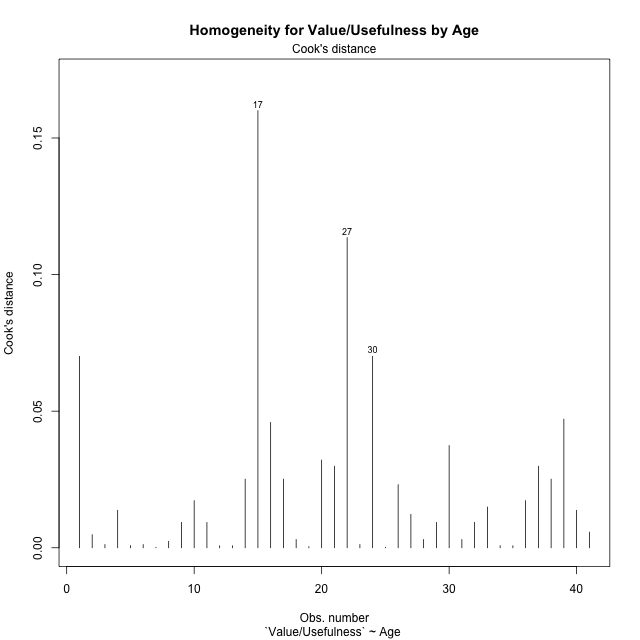 Homogeneity for Value/Usefulness by Age
Cook's distance
17
27
30
Cook's distance
0.15
0.10
0.05
0.00
0 10 20 30 40
Obs. number
`Value/Usefulness` ~ Age